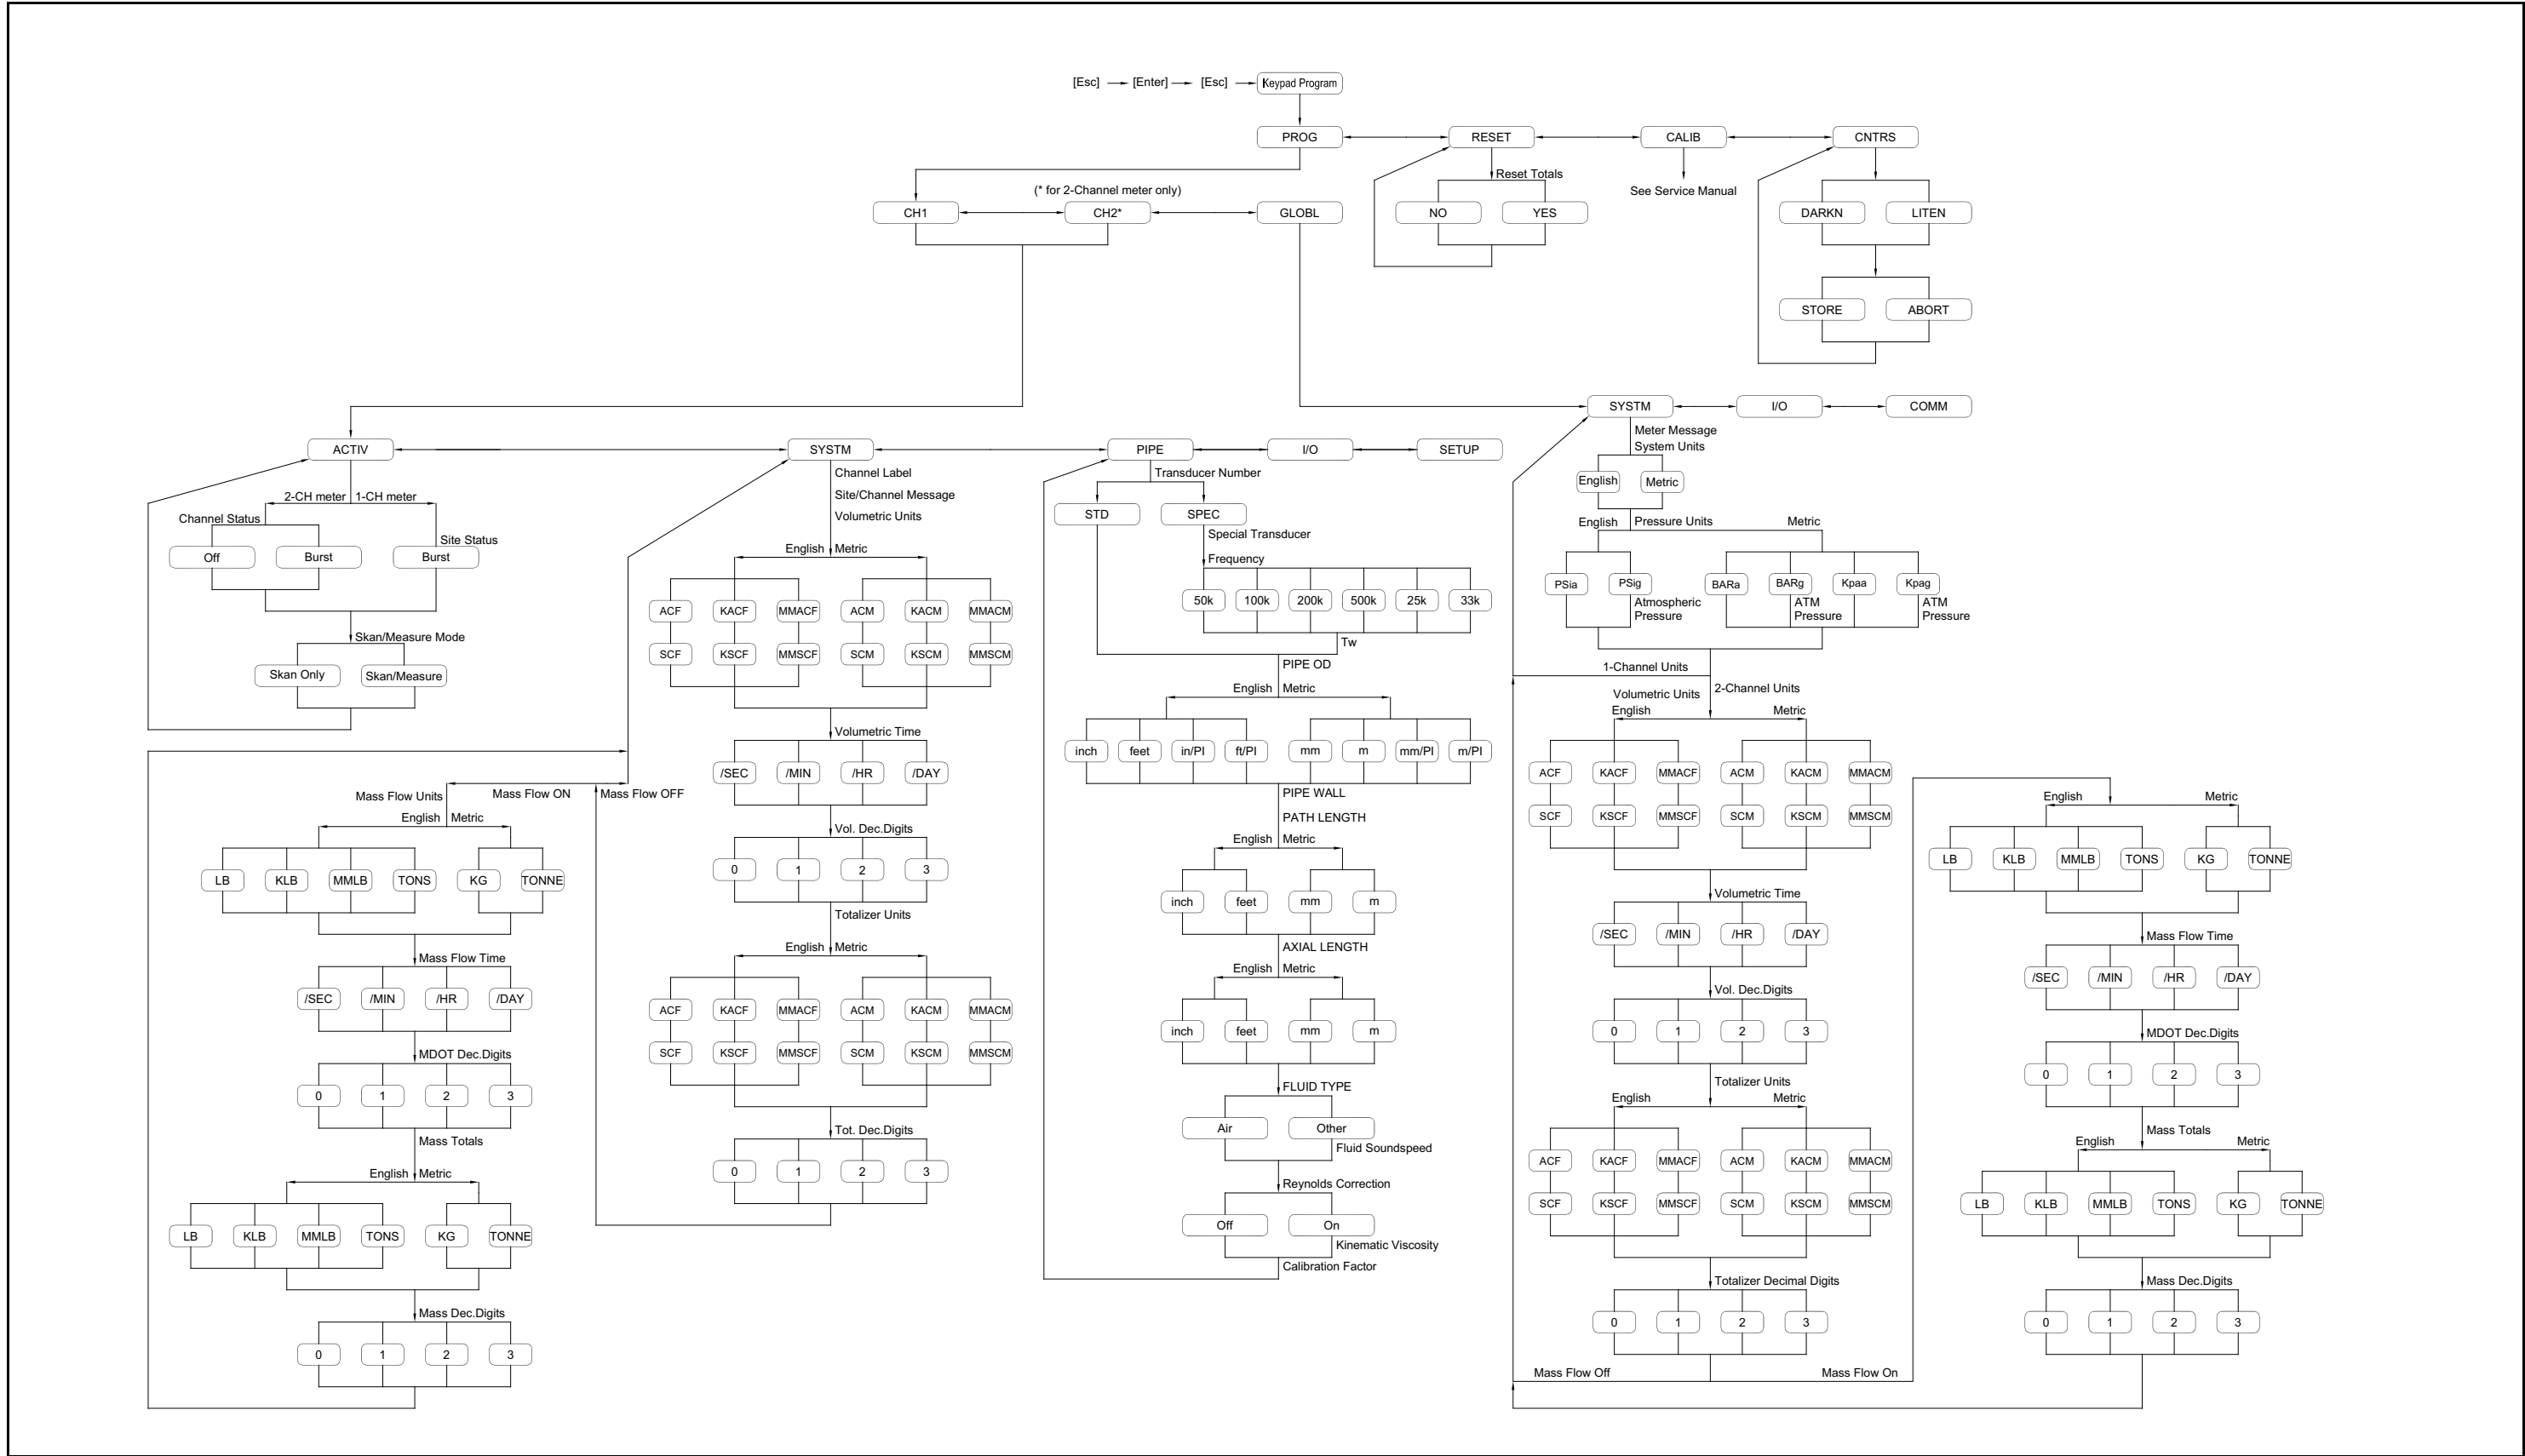 [Esc] [Enter] [Esc] Keypad Program
PROG RESET CALIB CNTRS
Reset Totals
See Service Manual
(* for 2-Channel meter only)
CH1 CH2* GLOBL NO YES DARKN LITEN
STORE ABORT
SYSTM I/O COMM
ACTIV SYSTM PIPE I/O SETUP
2-CH meter 1-CH meter
Channel Status
Site Status
Off Burst Burst
Skan/Measure Mode
Skan Only Skan/Measure
Mass Flow ON Mass Flow OFF
Mass Flow Units
English Metric
LB KLB MMLB TONS KG TONNE
Mass Flow Time
/SEC /MIN /HR /DAY
MDOT Dec.Digits
0 1 2 3
Mass Totals
English Metric
LB KLB MMLB TONS KG TONNE
Mass Dec.Digits
0 1 2 3
Channel Label
Site/Channel Message
Volumetric Units
English Metric
ACF KACF MMACF ACM KACM MMACM
SCF KSCF MMSCF SCM KSCM MMSCM
Volumetric Time
/SEC /MIN /HR /DAY
Vol. Dec.Digits
0 1 2 3
Totalizer Units
English Metric
ACF KACF MMACF ACM KACM MMACM
SCF KSCF MMSCF SCM KSCM MMSCM
Tot. Dec.Digits
0 1 2 3
Transducer Number
STD SPEC
Special Transducer
Frequency
50k 100k 200k 500k 25k 33k
Tw
PIPE OD
English Metric
inch feet in/PI ft/PI mm m mm/PI m/PI
PIPE WALL
PATH LENGTH
English Metric
inch feet mm m
AXIAL LENGTH
English Metric
inch feet mm m
FLUID TYPE
Air Other
Fluid Soundspeed
Reynolds Correction
Off On
Kinematic Viscosity
Calibration Factor
Meter Message
System Units
English Metric
English Pressure Units Metric
PSia PSig BARa BARg Kpaa Kpag
Atmospheric Pressure
ATM Pressure
ATM Pressure
1-Channel Units
2-Channel Units
Volumetric Units
English Metric
ACF KACF MMACF ACM KACM MMACM
SCF KSCF MMSCF SCM KSCM MMSCM
Volumetric Time
/SEC /MIN /HR /DAY
Vol. Dec.Digits
0 1 2 3
Totalizer Units
English Metric
ACF KACF MMACF ACM KACM MMACM
SCF KSCF MMSCF SCM KSCM MMSCM
Totalizer Decimal Digits
0 1 2 3
Mass Flow Off Mass Flow On
English Metric
LB KLB MMLB TONS KG TONNE
Mass Flow Time
/SEC /MIN /HR /DAY
MDOT Dec.Digits
0 1 2 3
Mass Totals
English Metric
LB KLB MMLB TONS KG TONNE
Mass Dec.Digits
0 1 2 3